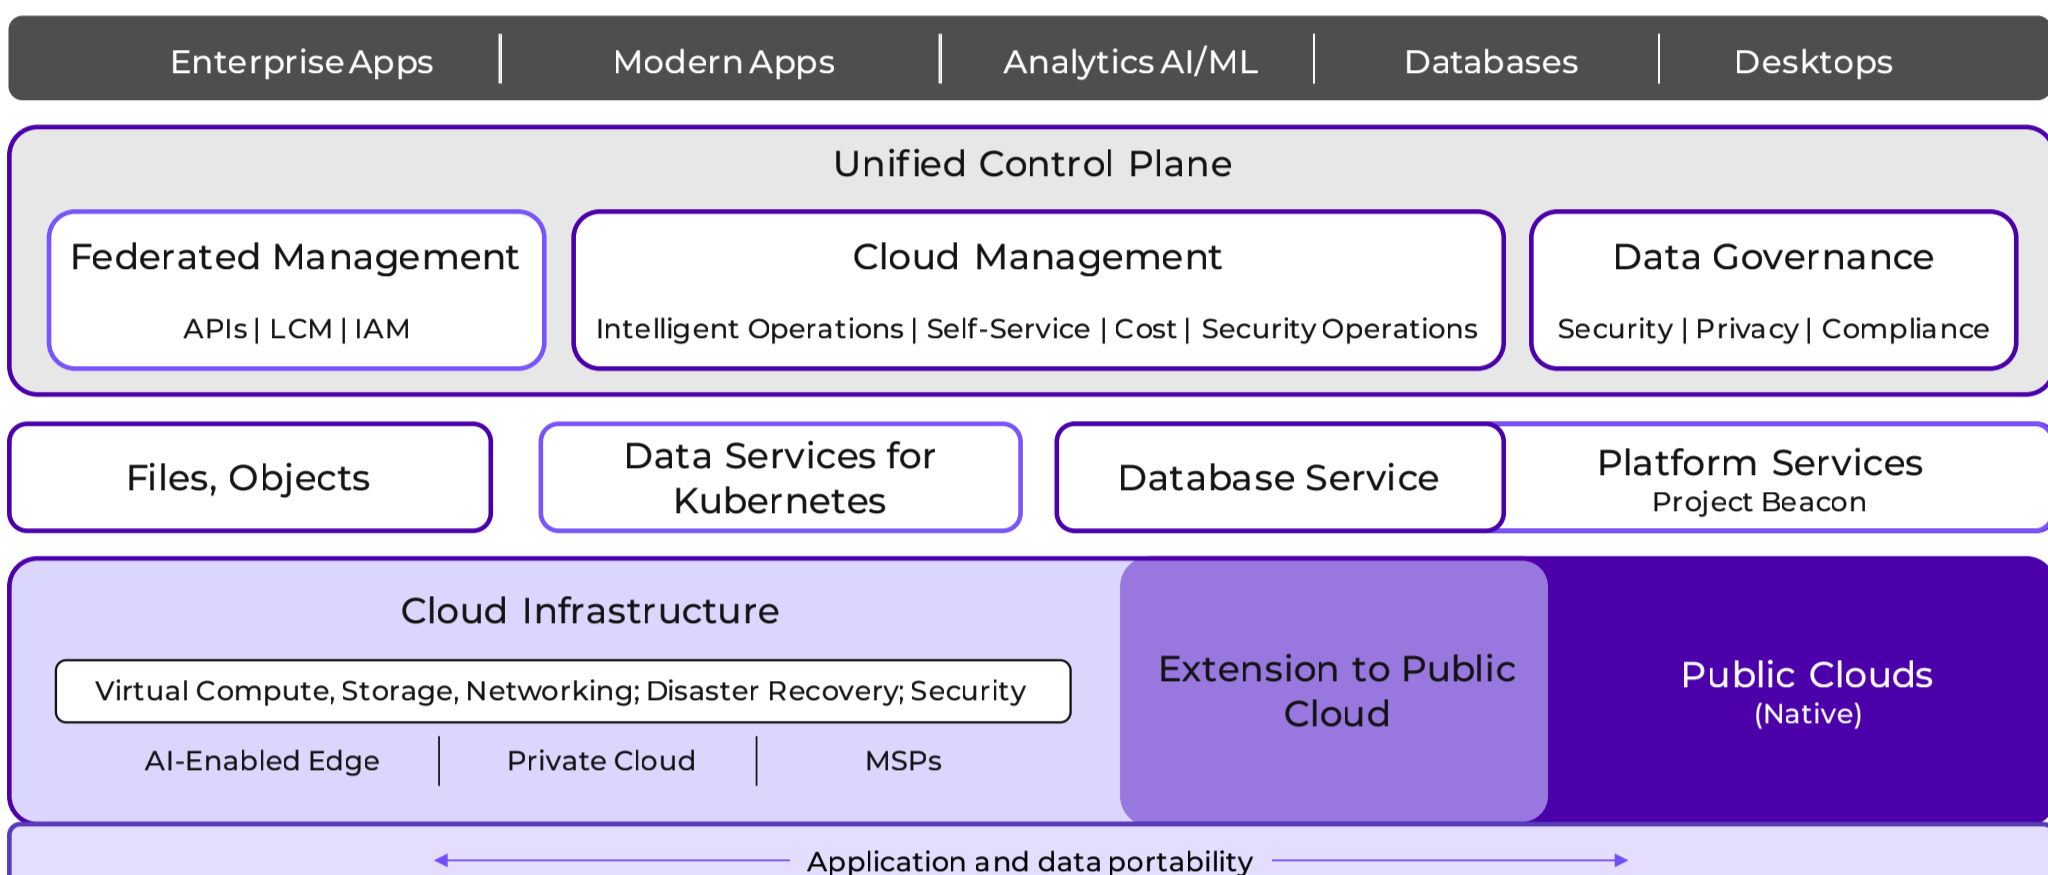 Enterprise Apps | Modern Apps | Analytics AI/ML | Databases | Desktops
Unified Control Plane
Federated Management
APIs | LCM | IAM
Cloud Management
Intelligent Operations | Self-Service | Cost | Security Operations
Data Governance
Security | Privacy | Compliance
Files, Objects
Data Services for
Kubernetes
Database Service
Platform Services
Project Beacon
Cloud Infrastructure
Virtual Compute, Storage, Networking; Disaster Recovery; Security
AI-Enabled Edge | Private Cloud | MSPs
Extension to Public
Cloud
Public Clouds
(Native)
Application and data portability